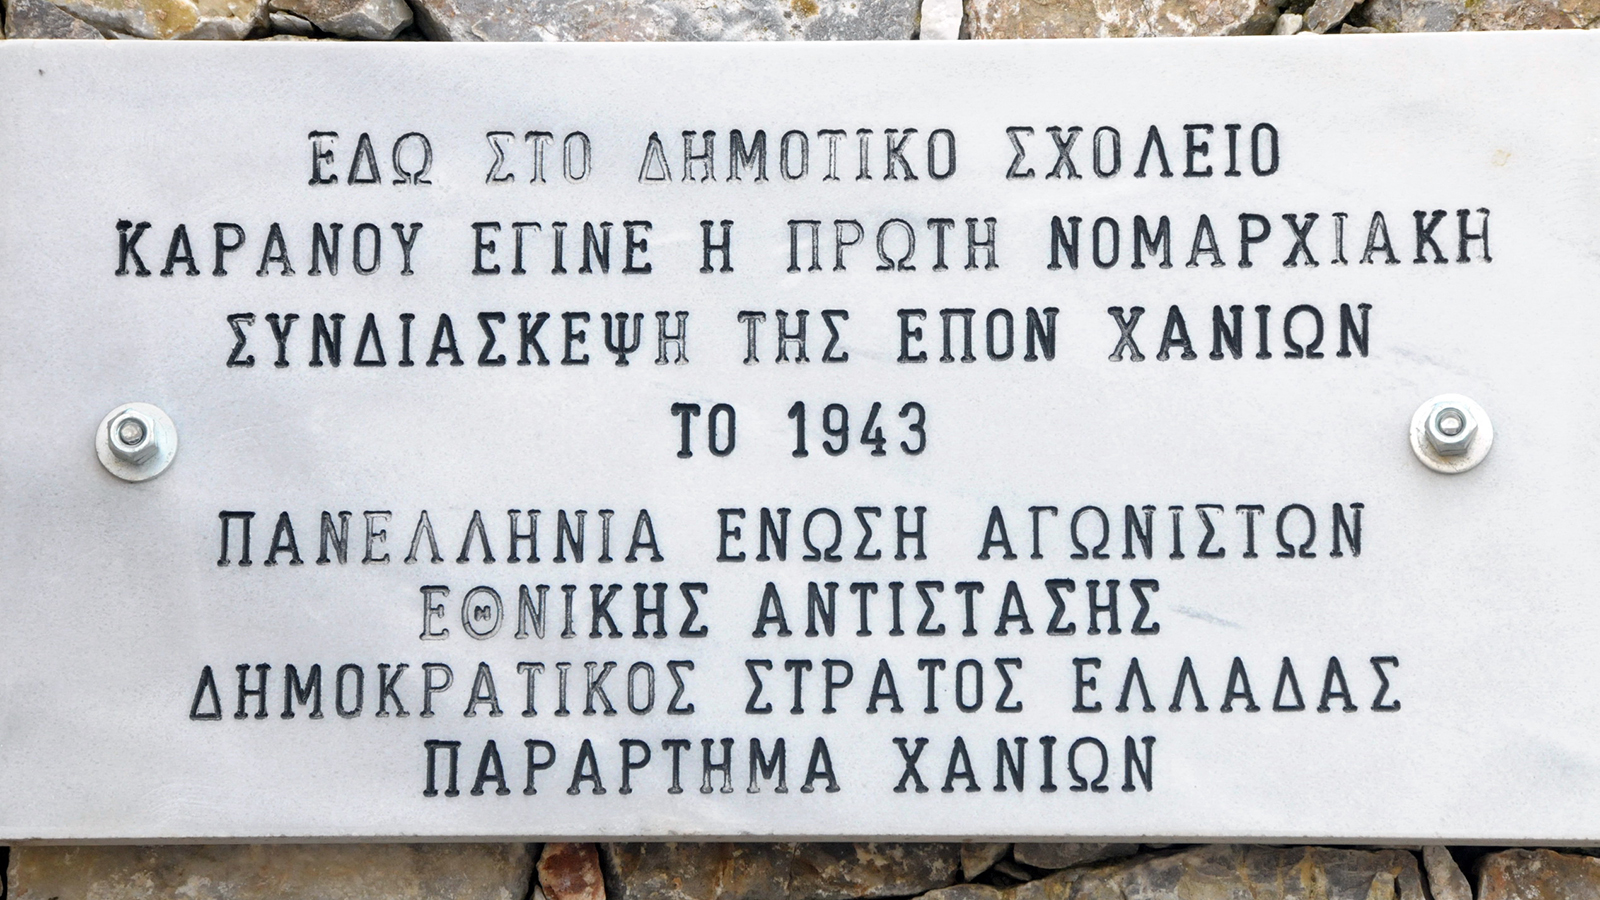 ΕΔΩ ΣΤΟ ΔΗΜΟΤΙΚΟ ΣΧΟΛΕΙΟ
ΚΑΡΑΝΟΥ ΕΓΙΝΕ Η ΠΡΩΤΗ ΝΟΜΑΡΧΙΑΚΗ
ΣΥΝΔΙΑΣΚΕΨΗ ΤΗΣ ΕΠΟΝ ΧΑΝΙΩΝ
ΤΟ 1943
ΠΑΝΕΛΛΗΝΙΑ ΕΝΩΣΗ ΑΓΩΝΙΣΤΩΝ
ΕΘΝΙΚΗΣ ΑΝΤΙΣΤΑΣΗΣ
ΔΗΜΟΚΡΑΤΙΚΟΣ ΣΤΡΑΤΟΣ ΕΛΛΑΔΑΣ
ΠΑΡΑΡΤΗΜΑ ΧΑΝΙΩΝ